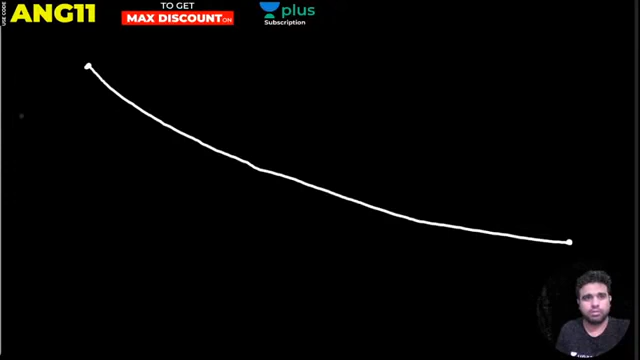 USE CODE
ANG11
TO GET
MAX DISCOUNT ON
plus
Subscription